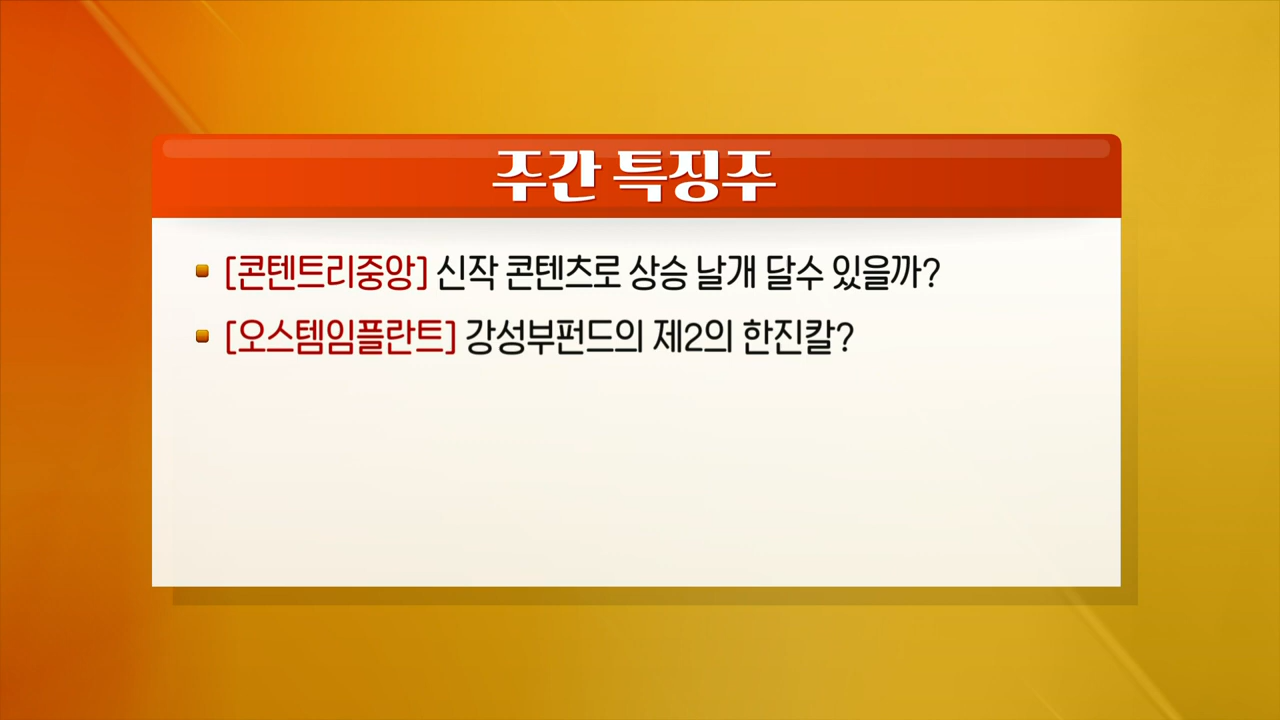 주간 특징주
[콘텐트리중앙] 신작 콘텐츠로 상승 날개 달수 있을까?
[오스템임플란트] 강성부펀드의 제2의 한진칼?